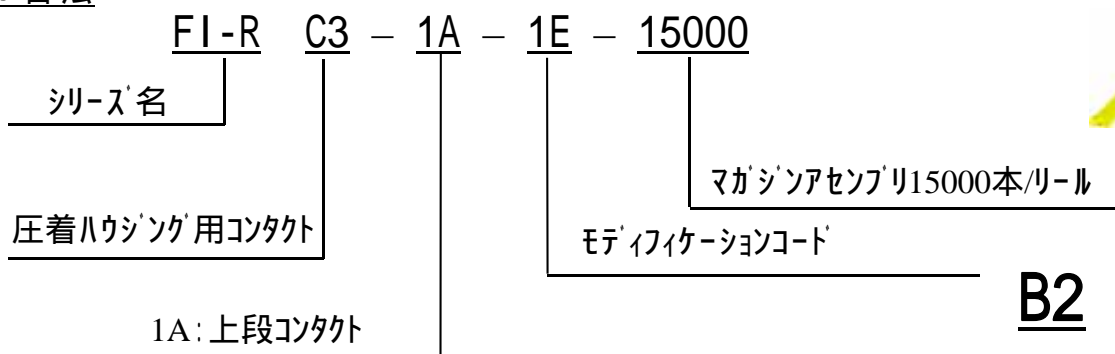 FI-R C3 – 1A – 1E – 15000
シリーズ名
マガジンアセンブリ15000本/リール
圧着ハウジング用コンタクト
モディフィケーションコード
B2
1A:上段コンタクト